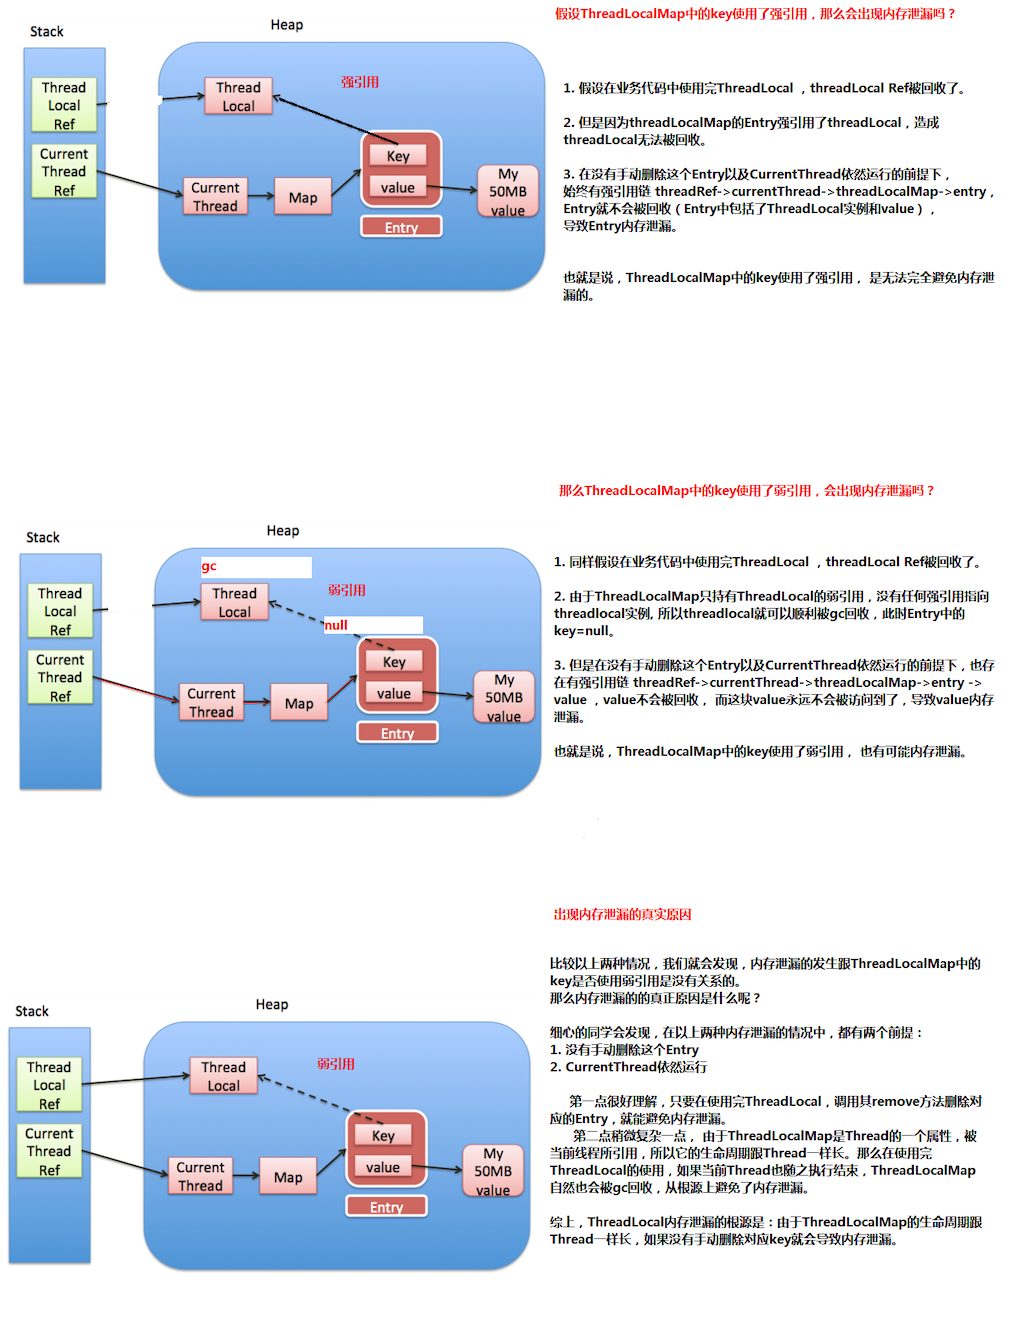 假设ThreadLocalMap中的key使用了强引用，那么会出现内存泄漏吗？
Stack
Heap
强引用
Thread
Local
Ref
Thread
Local
Current
Thread
Ref
Key
value
Current
Thread
Map
My
50MB
value
Entry
1. 假设在业务代码中使用完ThreadLocal ，threadLocal Ref被回收了。
2. 但是因为threadLocalMap的Entry强引用了threadLocal，造成
threadLocal无法被回收。
3. 在没有手动删除这个Entry以及CurrentThread依然运行的前提下，
始终有强引用链 threadRef->currentThread->threadLocalMap->entry，
Entry就不会被回收（Entry中包括了ThreadLocal实例和value），
导致Entry内存泄漏。
也就是说，ThreadLocalMap中的key使用了强引用， 是无法完全避免内存泄
漏的。
那么ThreadLocalMap中的key使用了弱引用，会出现内存泄漏吗？
Stack
Heap
gc
弱引用
Thread
Local
Ref
Thread
Local
null
Current
Thread
Ref
Key
value
Current
Thread
Map
My
50MB
value
Entry
1. 同样假设在业务代码中使用完ThreadLocal ，threadLocal Ref被回收了。
2. 由于ThreadLocalMap只持有ThreadLocal的弱引用，没有任何强引用指向
threadlocal实例, 所以threadlocal就可以顺利被gc回收，此时Entry中的
key=null。
3. 但是在没有手动删除这个Entry以及CurrentThread依然运行的前提下，也存
在有强引用链 threadRef->currentThread->threadLocalMap->entry ->
value ，value不会被回收， 而这块value永远不会被访问到了，导致value内存
泄漏。
也就是说，ThreadLocalMap中的key使用了弱引用， 也有可能内存泄漏。
出现内存泄漏的真实原因
Stack
Heap
弱引用
Thread
Local
Ref
Thread
Local
Current
Thread
Ref
Key
value
Current
Thread
Map
My
50MB
value
Entry
比较以上两种情况，我们就会发现，内存泄漏的发生跟ThreadLocalMap中的
key是否使用弱引用是没有关系的。
那么内存泄漏的的真正原因是什么呢？
细心的同学会发现，在以上两种内存泄漏的情况中，都有两个前提：
1. 没有手动删除这个Entry
2. CurrentThread依然运行
第一点很好理解，只要在使用完ThreadLocal，调用其remove方法删除对
应的Entry，就能避免内存泄漏。
第二点稍微复杂一点， 由于ThreadLocalMap是Thread的一个属性，被
当前线程所引用，所以它的生命周期跟Thread一样长。那么在使用完
ThreadLocal的使用，如果当前Thread也随之执行结束，ThreadLocalMap
自然也会被gc回收，从根源上避免了内存泄漏。
综上，ThreadLocal内存泄漏的根源是：由于ThreadLocalMap的生命周期跟
Thread一样长，如果没有手动删除对应key就会导致内存泄漏。